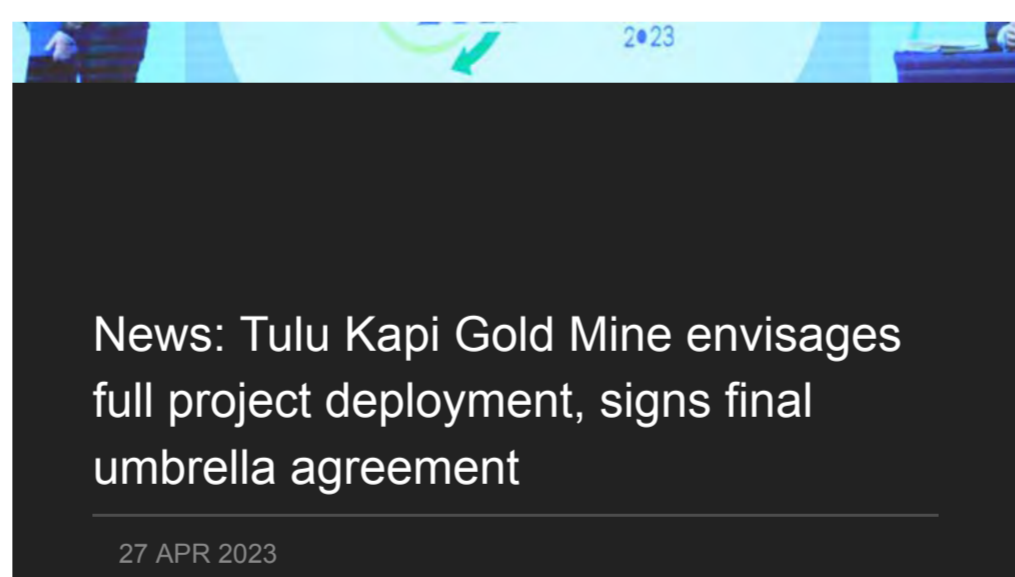 2023
News: Tulu Kapi Gold Mine envisages
full project deployment, signs final
umbrella agreement
27 APR 2023